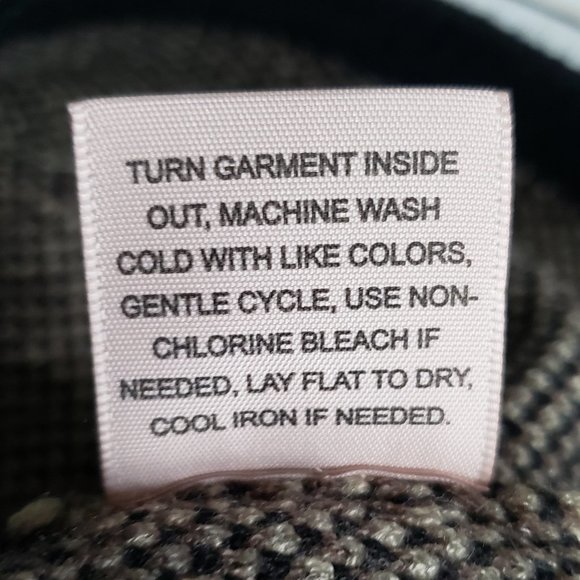 TURN GARMENT INSIDE
OUT, MACHINE WASH
COLD WITH LIKE COLORS,
GENTLE CYCLE, USE NON-
CHLORINE BLEACH IF
NEEDED, LAY FLAT TO DRY,
COOL IRON IF NEEDED.